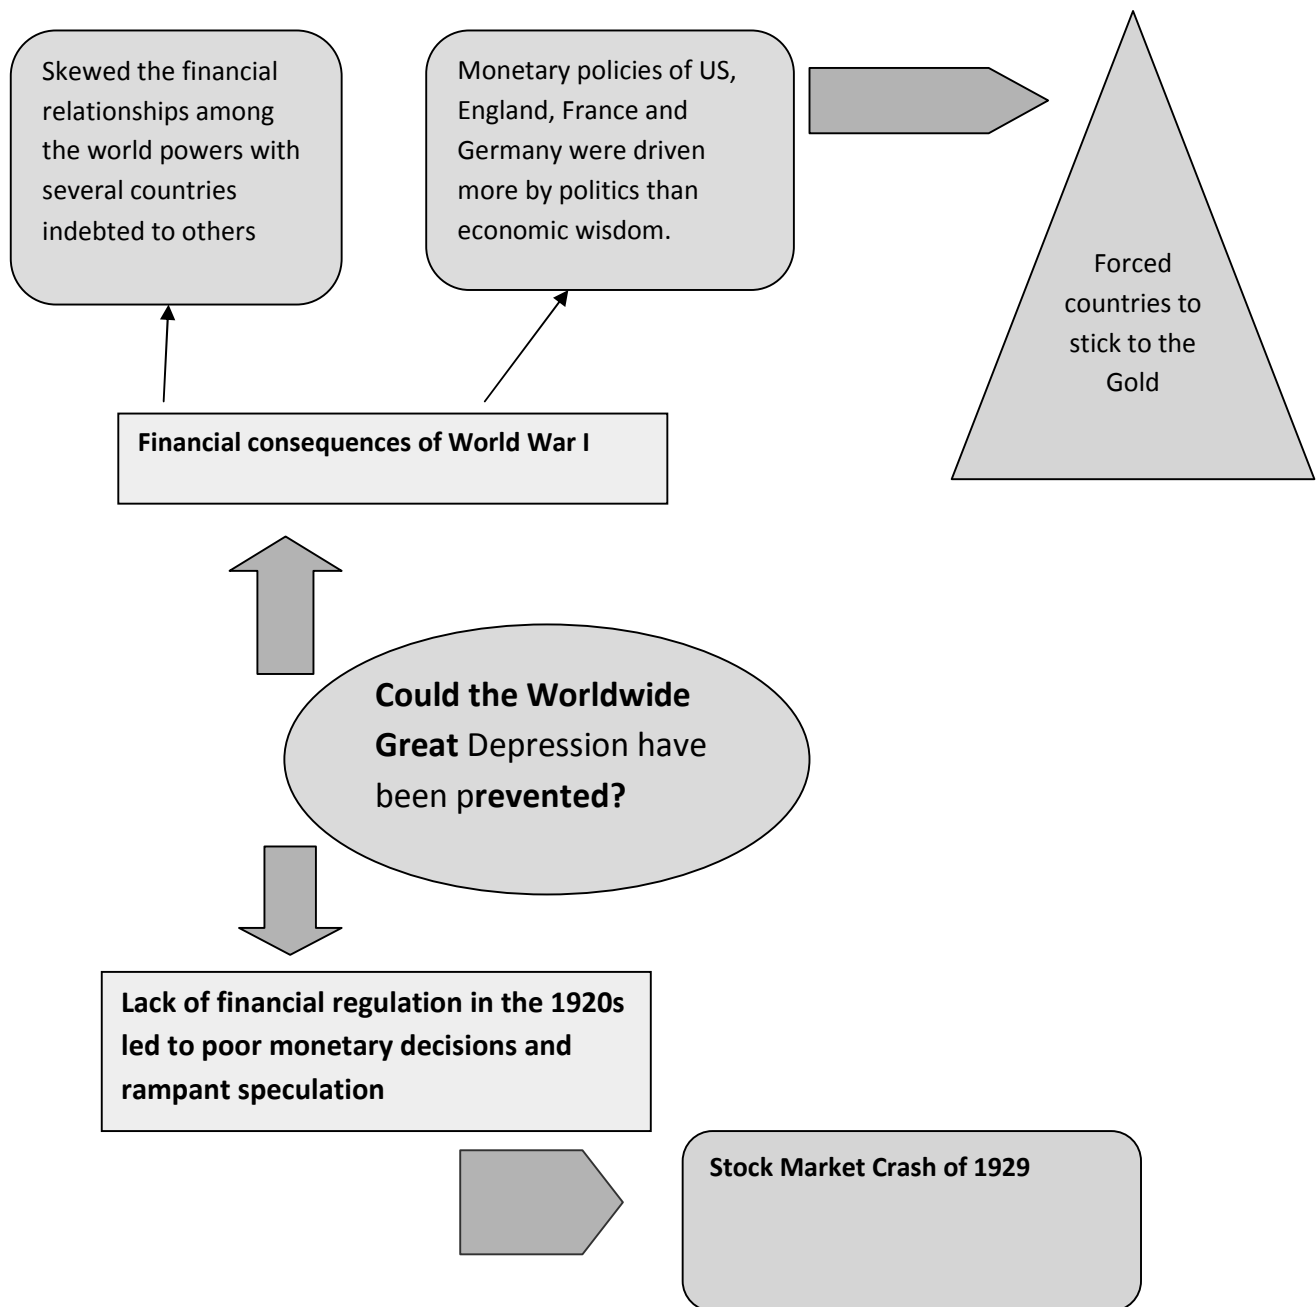 Skewed the financial
relationships among
the world powers with
several countries
indebted to others
Monetary policies of US,
England, France and
Germany were driven
more by politics than
economic wisdom.
Forced
countries to
stick to the
Gold
Financial consequences of World War I
Could the Worldwide
Great Depression have
been prevented?
Lack of financial regulation in the 1920s
led to poor monetary decisions and
rampant speculation
Stock Market Crash of 1929